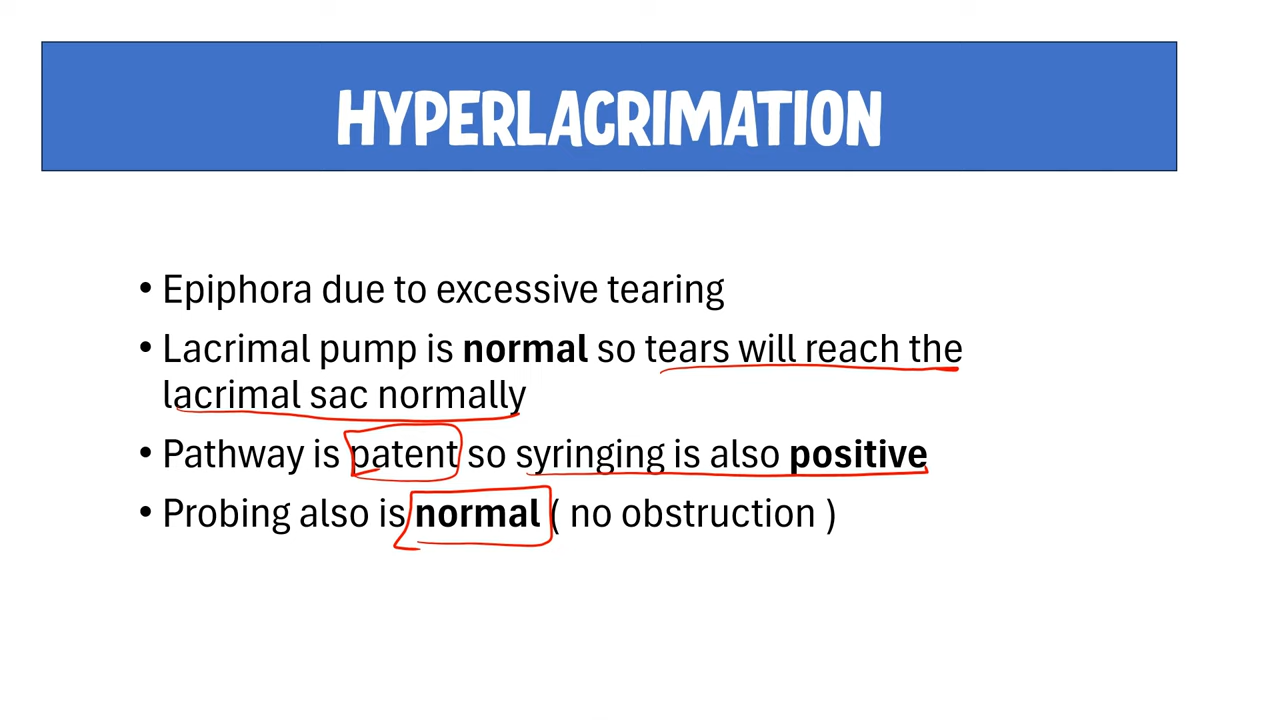 HYPERLACRIMATION
• Epiphora due to excessive tearing
• Lacrimal pump is normal so tears will reach the
lacrimal sac normally
• Pathway is patent so syringing is also positive
• Probing also is normal ( no obstruction )